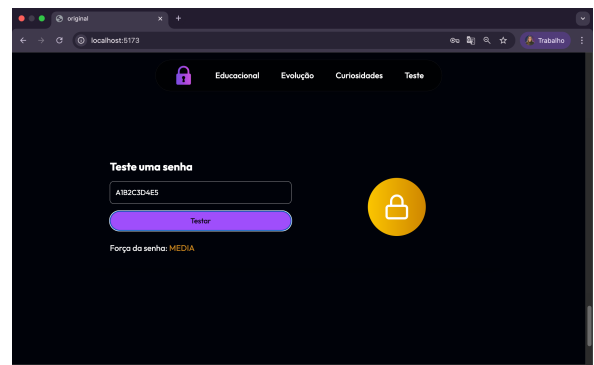 original
localhost:5173
Trabalho
Educacional Evolução Curiosidades Teste
Teste uma senha
A1B2C3D4E5
Testar
Força da senha: MEDIA